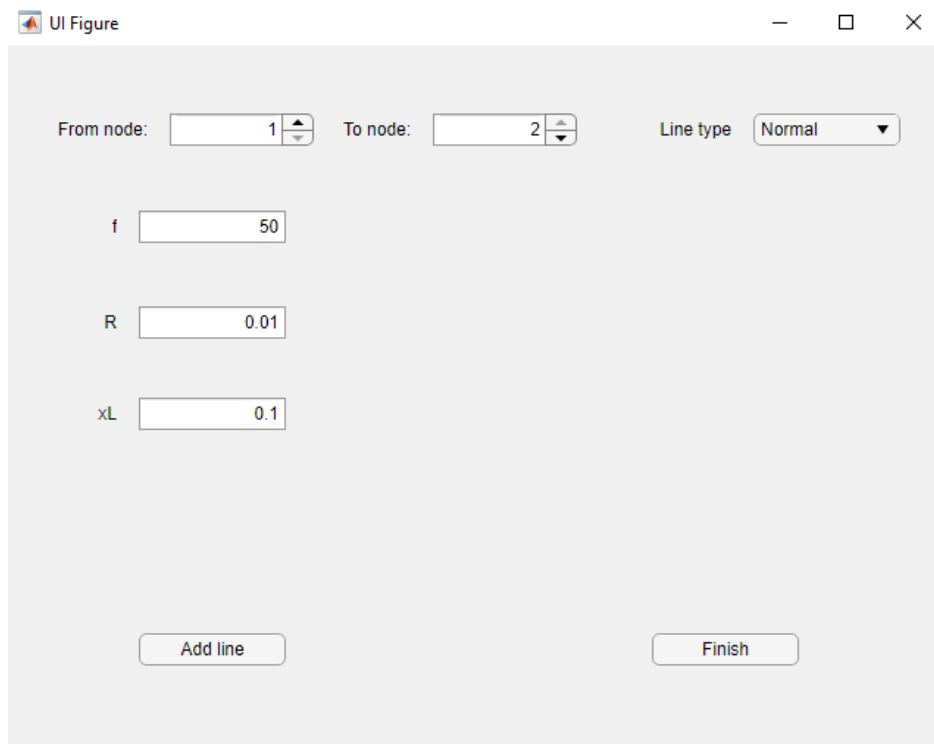 UI Figure
From node: 1 To node: 2 Line type Normal
f 50
R 0.01
xL 0.1
Add line Finish